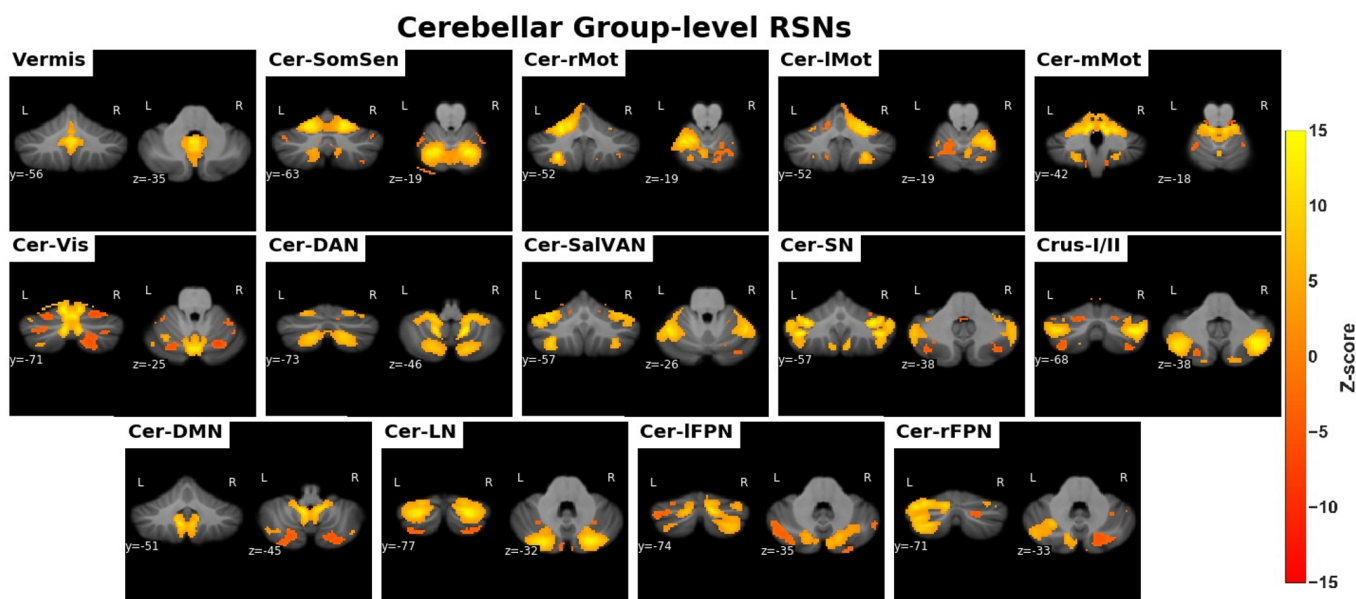 Cerebellar Group-level RSNs
Vermis
L R L R
y=-56 z=-35
Cer-SomSen
L R L R
y=-63 z=-19
Cer-rMot
L R L R
y=-52 z=-19
Cer-lMot
L R L R
y=-52 z=-19
Cer-mMot
L R L R
y=-42 z=-18
Cer-Vis
L R L R
y=-71 z=-25
Cer-DAN
L R L R
y=-73 z=-46
Cer-SalVAN
L R L R
y=-57 z=-26
Cer-SN
L R L R
y=-57 z=-38
Crus-I/II
L R L R
y=-68 z=-38
Cer-DMN
L R L R
y=-51 z=-45
Cer-LN
L R L R
y=-77 z=-32
Cer-lFPN
L R L R
y=-74 z=-35
Cer-rFPN
L R L R
y=-71 z=-33
15
10
5
0
−5
−10
−15
Z-score